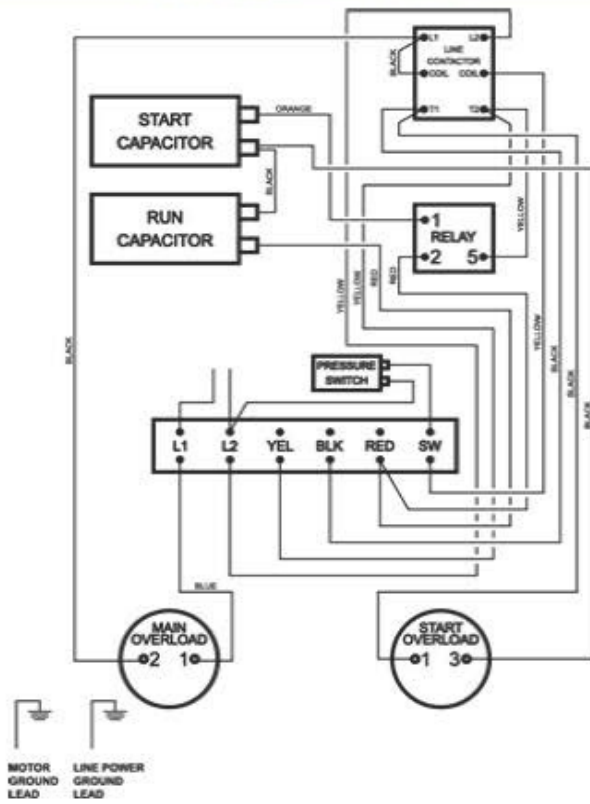 L1 L2
LINE
CONTACTOR
COIL COIL
T1 T2
BLACK
START
CAPACITOR
ORANGE
BLACK
RUN
CAPACITOR
1
RELAY
2 5
YELLOW
RED
YELLOW
YELLOW
RED
YELLOW
BLACK
BLACK
BLACK
BLACK
PRESSURE
SWITCH
L1 L2 YEL BLK RED SW
BLUE
MAIN
OVERLOAD
2 1
START
OVERLOAD
1 3
MOTOR
GROUND
LEAD
LINE POWER
GROUND
LEAD